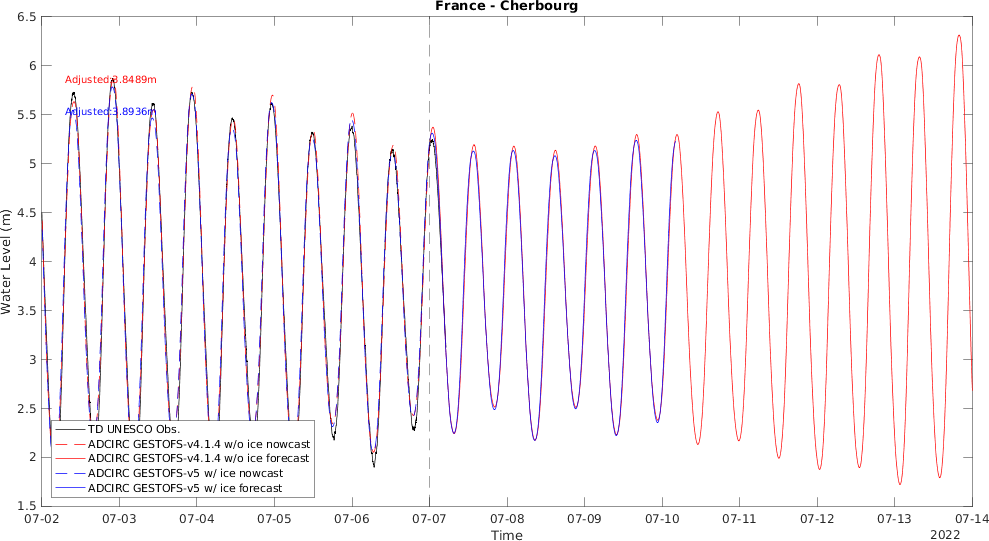 France - Cherbourg
6.5
6
5.5
5
4.5
4
3.5
3
2.5
2
1.5
Water Level (m)
Adjusted:3.8489m
Adjusted:3.8936m
TD UNESCO Obs.
ADCIRC GESTOFS-v4.1.4 w/o ice nowcast
ADCIRC GESTOFS-v4.1.4 w/o ice forecast
ADCIRC GESTOFS-v5 w/ ice nowcast
ADCIRC GESTOFS-v5 w/ ice forecast
07-02 07-03 07-04 07-05 07-06 07-07 07-08 07-09 07-10 07-11 07-12 07-13 07-14
Time
2022